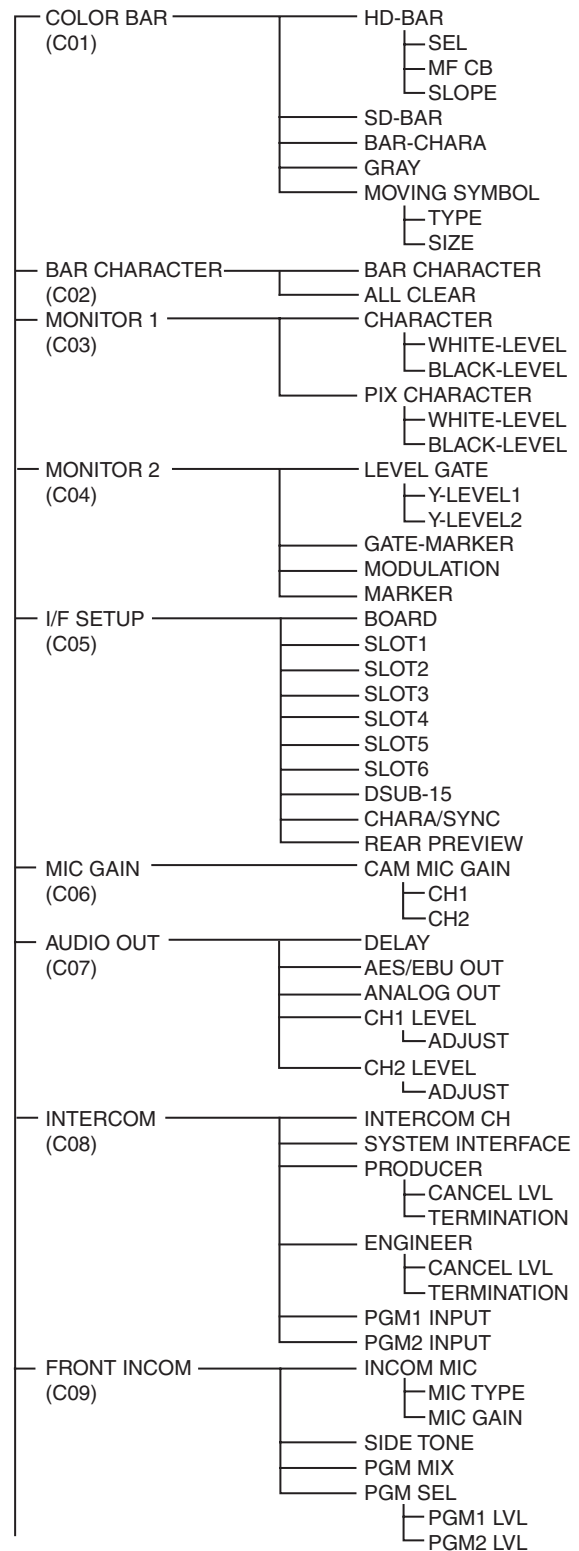 COLOR BAR HD-BAR
(C01) SEL
MF CB
SLOPE
SD-BAR
BAR-CHARA
GRAY
MOVING SYMBOL
TYPE
SIZE
BAR CHARACTER BAR CHARACTER
(C02) ALL CLEAR
MONITOR 1 CHARACTER
(C03) WHITE-LEVEL
BLACK-LEVEL
PIX CHARACTER
WHITE-LEVEL
BLACK-LEVEL
MONITOR 2 LEVEL GATE
(C04) Y-LEVEL1
Y-LEVEL2
GATE-MARKER
MODULATION
MARKER
I/F SETUP BOARD
(C05) SLOT1
SLOT2
SLOT3
SLOT4
SLOT5
SLOT6
DSUB-15
CHARA/SYNC
REAR PREVIEW
MIC GAIN CAM MIC GAIN
(C06) CH1
CH2
AUDIO OUT DELAY
(C07) AES/EBU OUT
ANALOG OUT
CH1 LEVEL
ADJUST
CH2 LEVEL
ADJUST
INTERCOM INTERCOM CH
(C08) SYSTEM INTERFACE
PRODUCER
CANCEL LVL
TERMINATION
ENGINEER
CANCEL LVL
TERMINATION
PGM1 INPUT
PGM2 INPUT
FRONT INCOM INCOM MIC
(C09) MIC TYPE
MIC GAIN
SIDE TONE
PGM MIX
PGM SEL
PGM1 LVL
PGM2 LVL